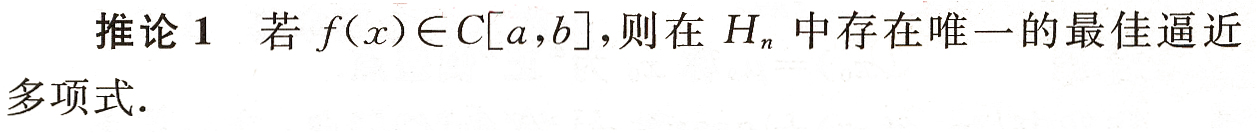 推论1 若 f(x)∈C[a,b],则在 Hₙ 中存在唯一的最佳逼近
多项式.